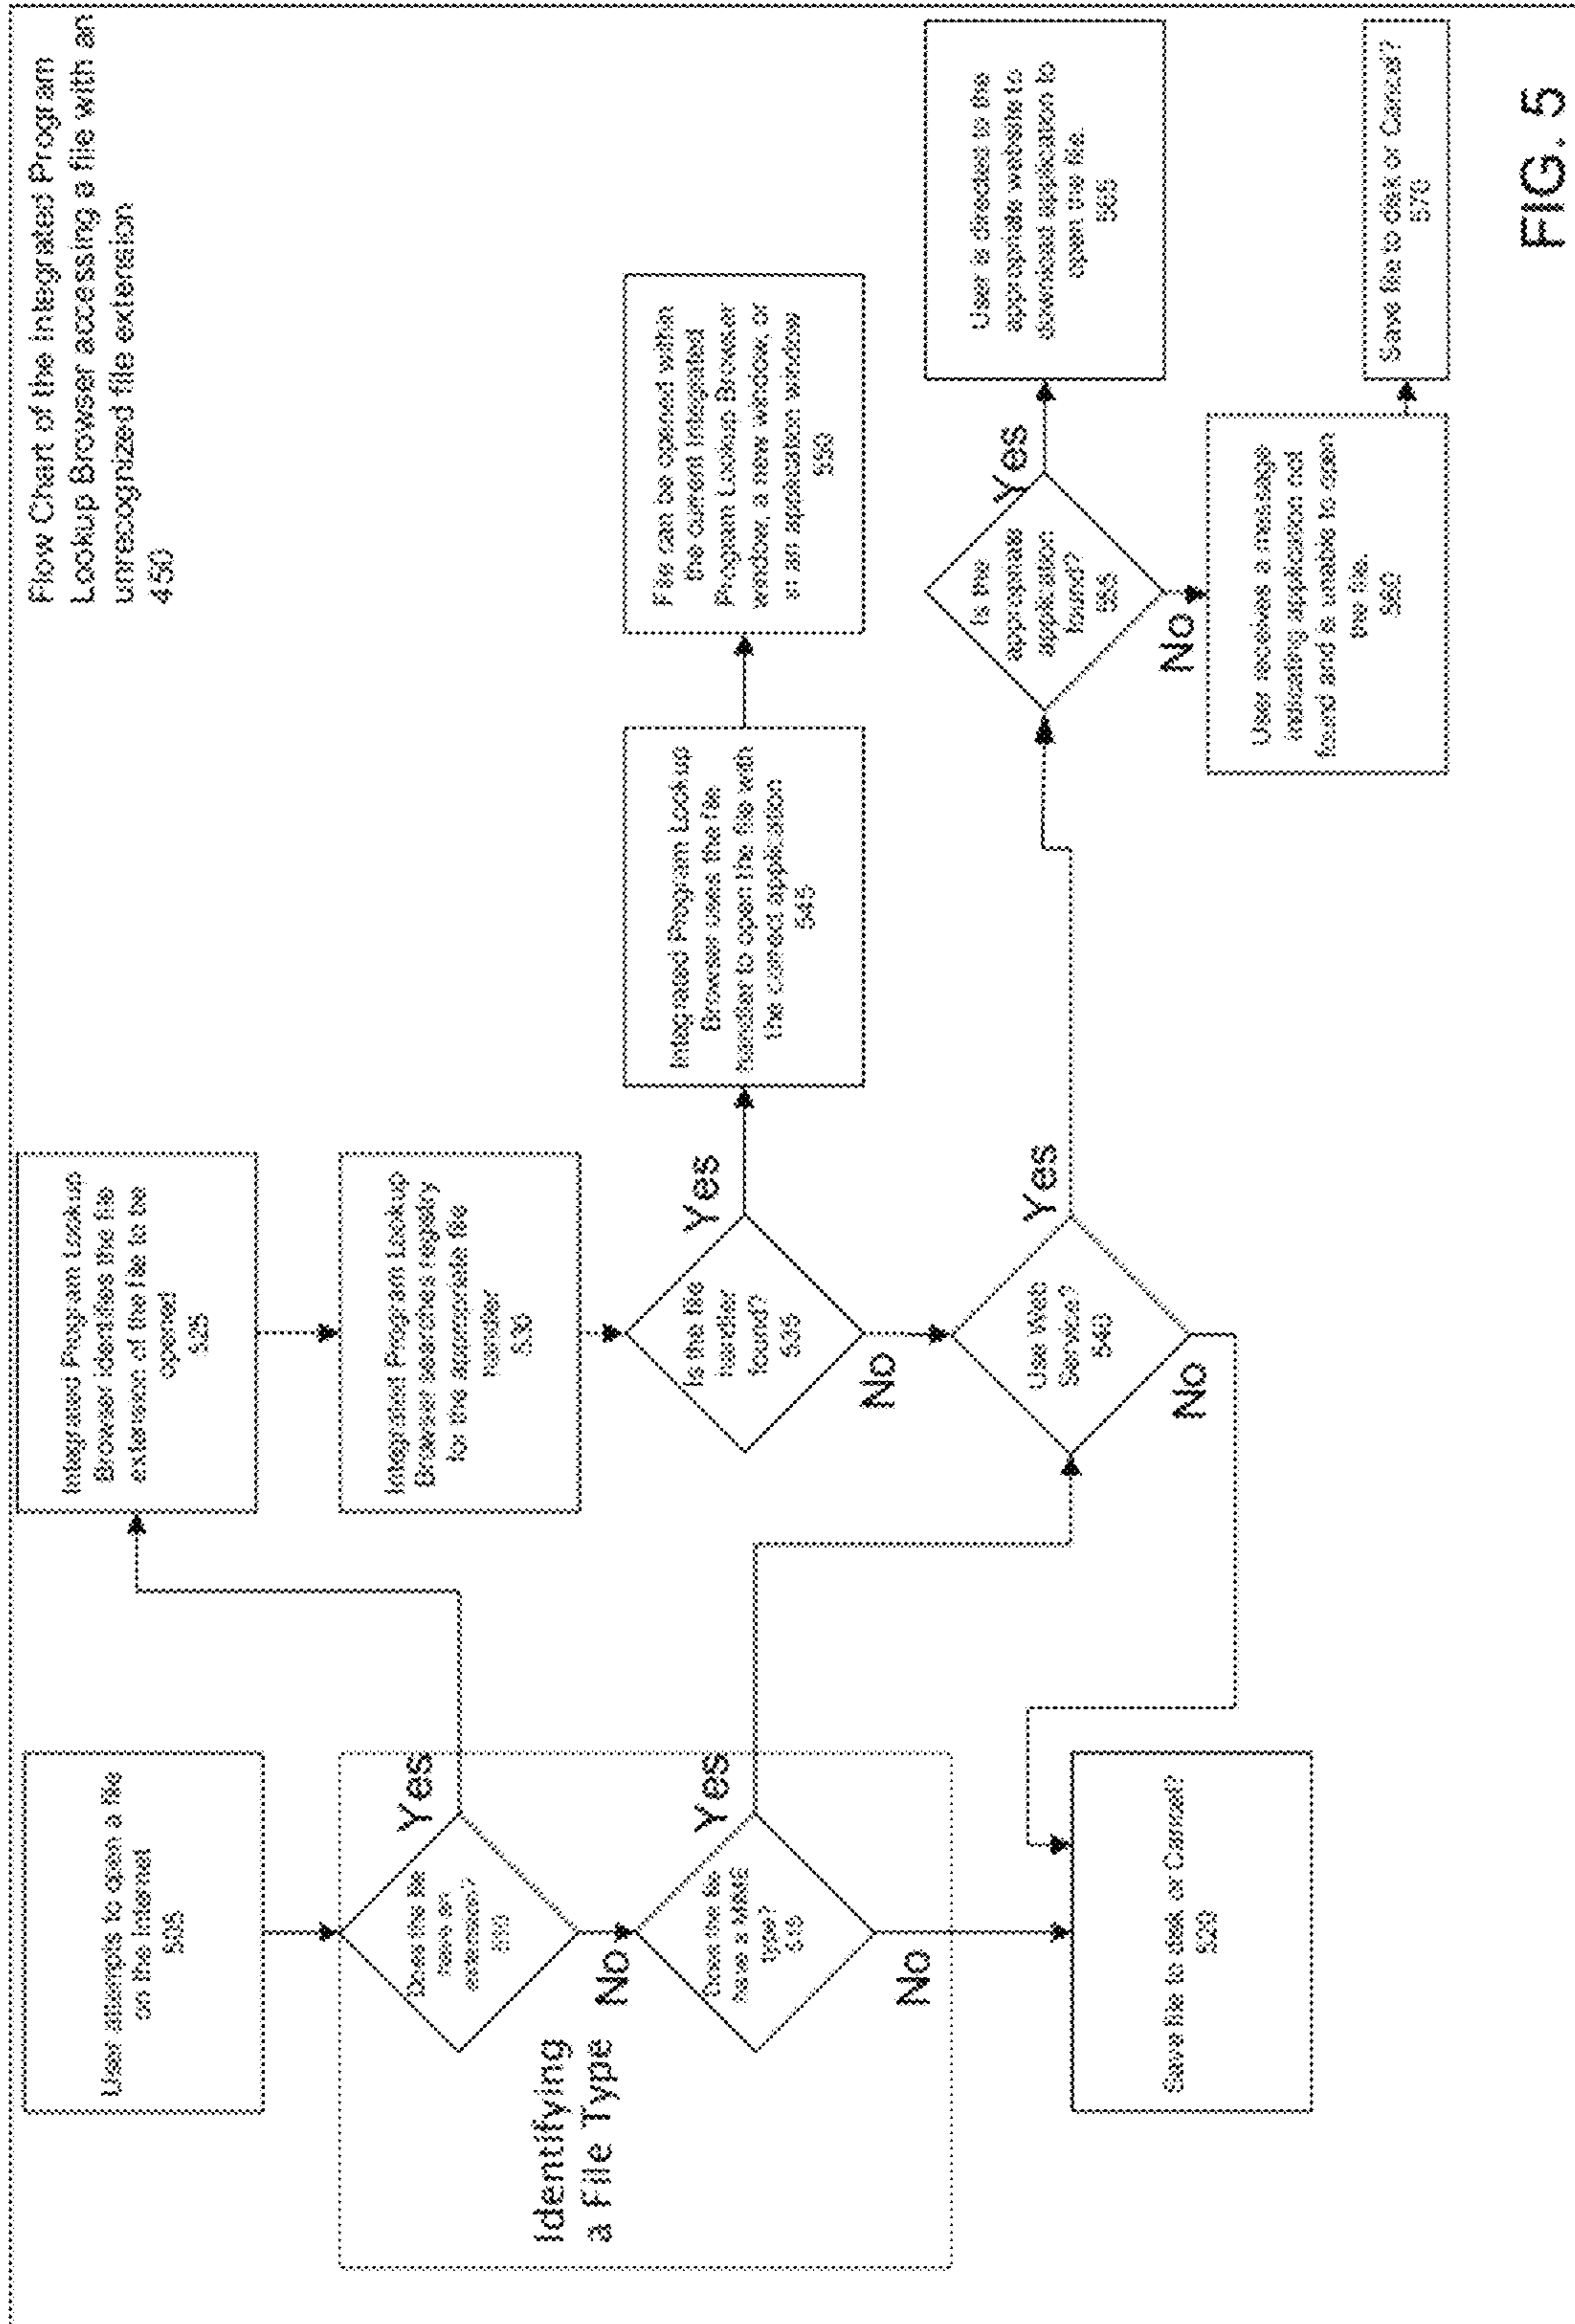 Flow Chart of the Integrated Program
Lookup Browser accessing a file with an
unrecognized file extension
450
User attempts to open a file
on the Internet
505
Identifying
a File Type
Does the file
have an
extension?
510
Yes
No
Does the file
have a MIME
type?
515
Yes
No
Save file to disk or Cancel?
520
Integrated Program Lookup
Browser identifies the file
extension of the file to be
opened
525
Integrated Program Lookup
Browser searches registry
for the appropriate file
handler
530
Is the file
handler
found?
535
Yes
No
Use Web
Service?
540
Yes
No
Integrated Program Lookup
Browser uses the file
handler to open the file with
the correct application
545
File can be opened within
the current Integrated
Program Lookup Browser
window, a new window, or
in an application window
550
Is the
appropriate
application
found?
555
Yes
No
User is directed to the
appropriate website to
download application to
open the file.
565
User receives a message
indicating application not
found and is unable to open
the file.
560
Save file to disk or Cancel?
570
FIG. 5